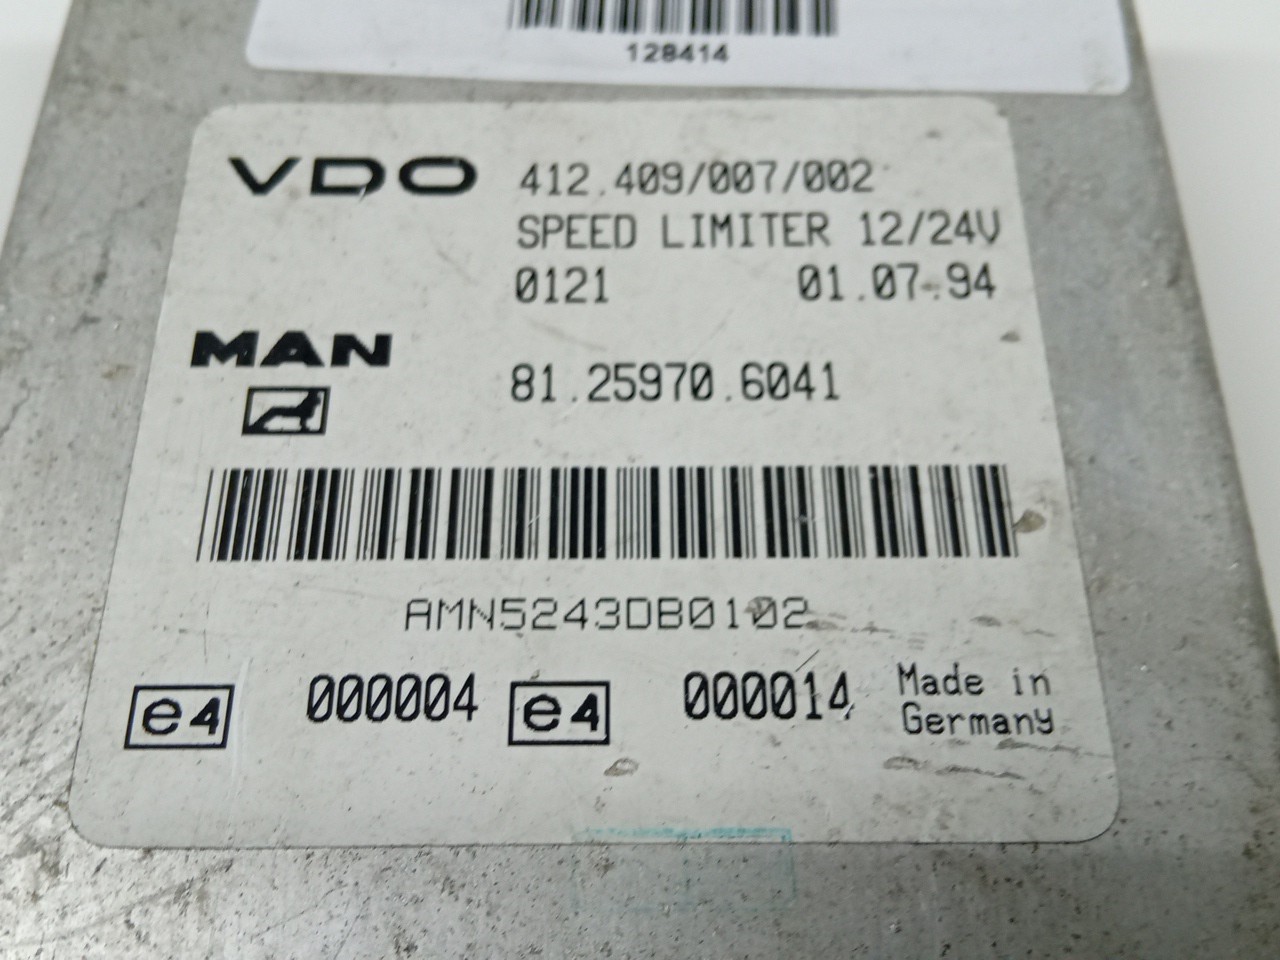 128414
VDO 412.409/007/002
SPEED LIMITER 12/24V
0121 01.07.94
MAN
81.25970.6041
AMN5243DB0102
e4 000004 e4 000014 Made in
Germany